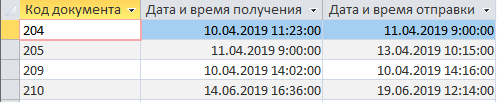 Код документа Дата и время получения Дата и время отправки
204 10.04.2019 11:23:00 11.04.2019 9:00:00
205 11.04.2019 9:00:00 13.04.2019 10:15:00
209 10.04.2019 14:02:00 10.04.2019 14:16:00
210 14.06.2019 16:36:00 19.06.2019 12:14:00